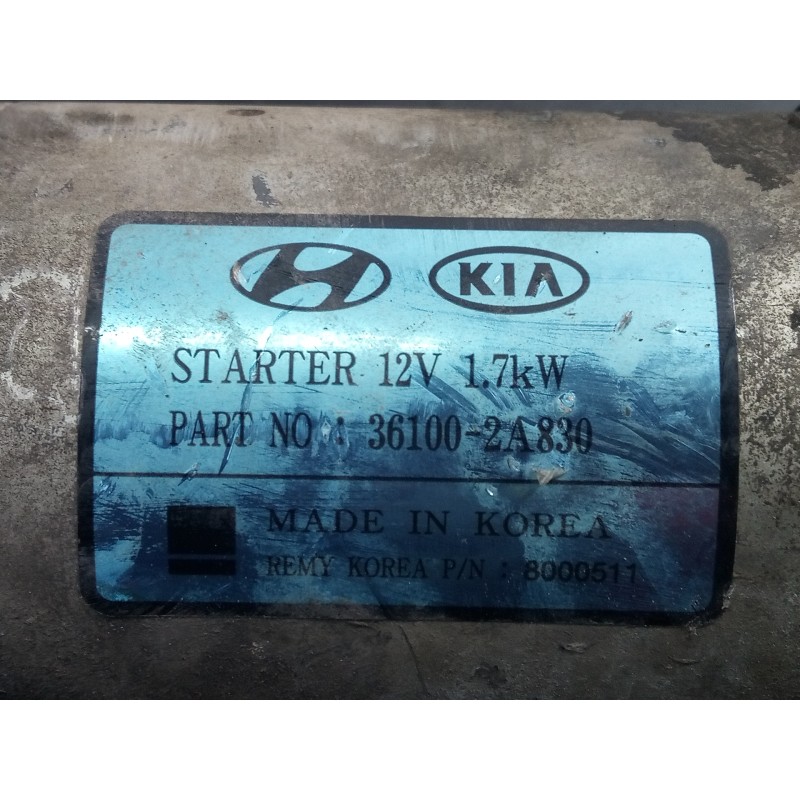 KIA
STARTER 12V 1.7kW
PART NO : 36100-2A830
MADE IN KOREA
REMY KOREA P/N : 8000511